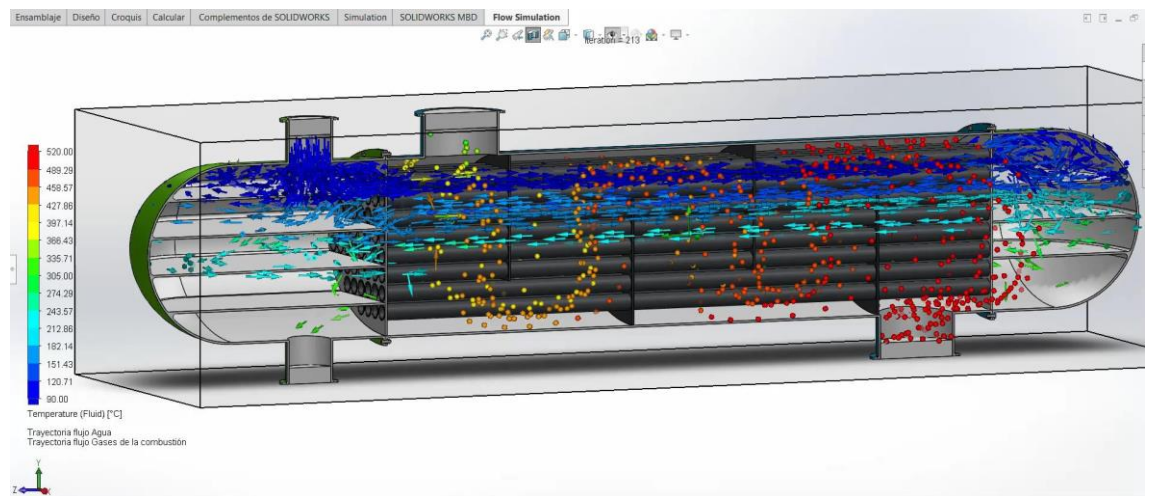 Ensamblaje Diseño Croquis Calcular Complementos de SOLIDWORKS Simulation SOLIDWORKS MBD Flow Simulation
Iteration = 213
520.00
489.29
458.57
427.86
397.14
366.43
335.71
305.00
274.29
243.57
212.86
182.14
151.43
120.71
90.00
Temperature (Fluid) [°C]
Trayectoria flujo Agua
Trayectoria flujo Gases de la combustión
Y
Z
X